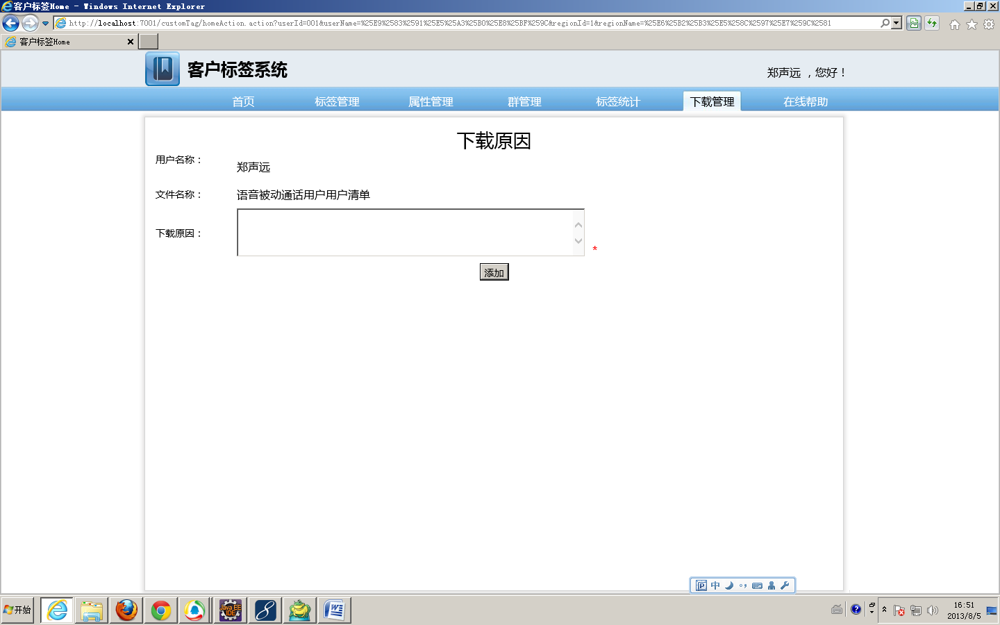 客户标签Home - Windows Internet Explorer
http://localhost:7001/customTag/homeAction.action?userId=001&userName=%25E9%2583%2591%25E5%25A3%25B0%25E8%25BF%259C&regionId=1&regionName=%25E6%25B2%25B3%25E5%258C%2597%25E7%259C%2581
客户标签Home
客户标签系统
郑声远 ，您好！
首页 标签管理 属性管理 群管理 标签统计 下载管理 在线帮助
下载原因
用户名称： 郑声远
文件名称： 语音被动通话用户用户清单
下载原因： *
添加
P 中
开始 Java EE IDE 16:51
2013/8/5